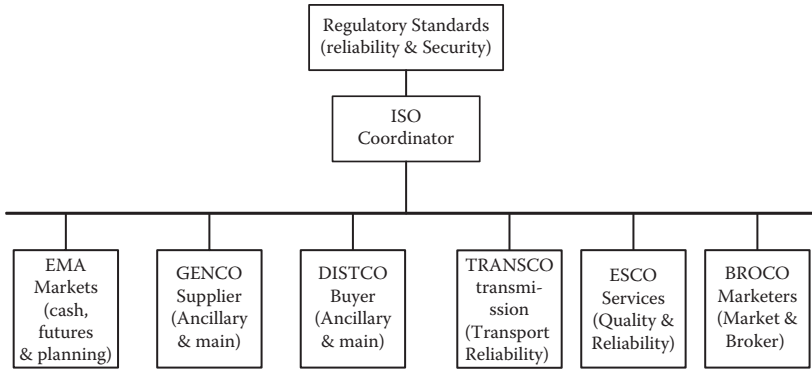 Regulatory Standards
(reliability & Security)
ISO
Coordinator
EMA
Markets
(cash,
futures
& planning)
GENCO
Supplier
(Ancillary
& main)
DISTCO
Buyer
(Ancillary
& main)
TRANSCO
transmi-
ssion
(Transport
Reliability)
ESCO
Services
(Quality &
Reliability)
BROCO
Marketers
(Market &
Broker)